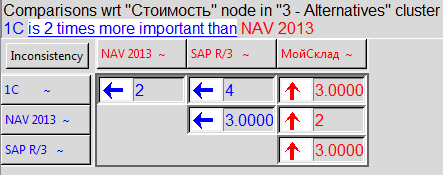 Comparisons wrt "Стоимость" node in "3 - Alternatives" cluster
1C is 2 times more important than NAV 2013
Inconsistency NAV 2013 ~ SAP R/3 ~ МойСклад ~
1C ~ 2 4 3.0000
NAV 2013 ~ 3.0000 2
SAP R/3 ~ 3.0000